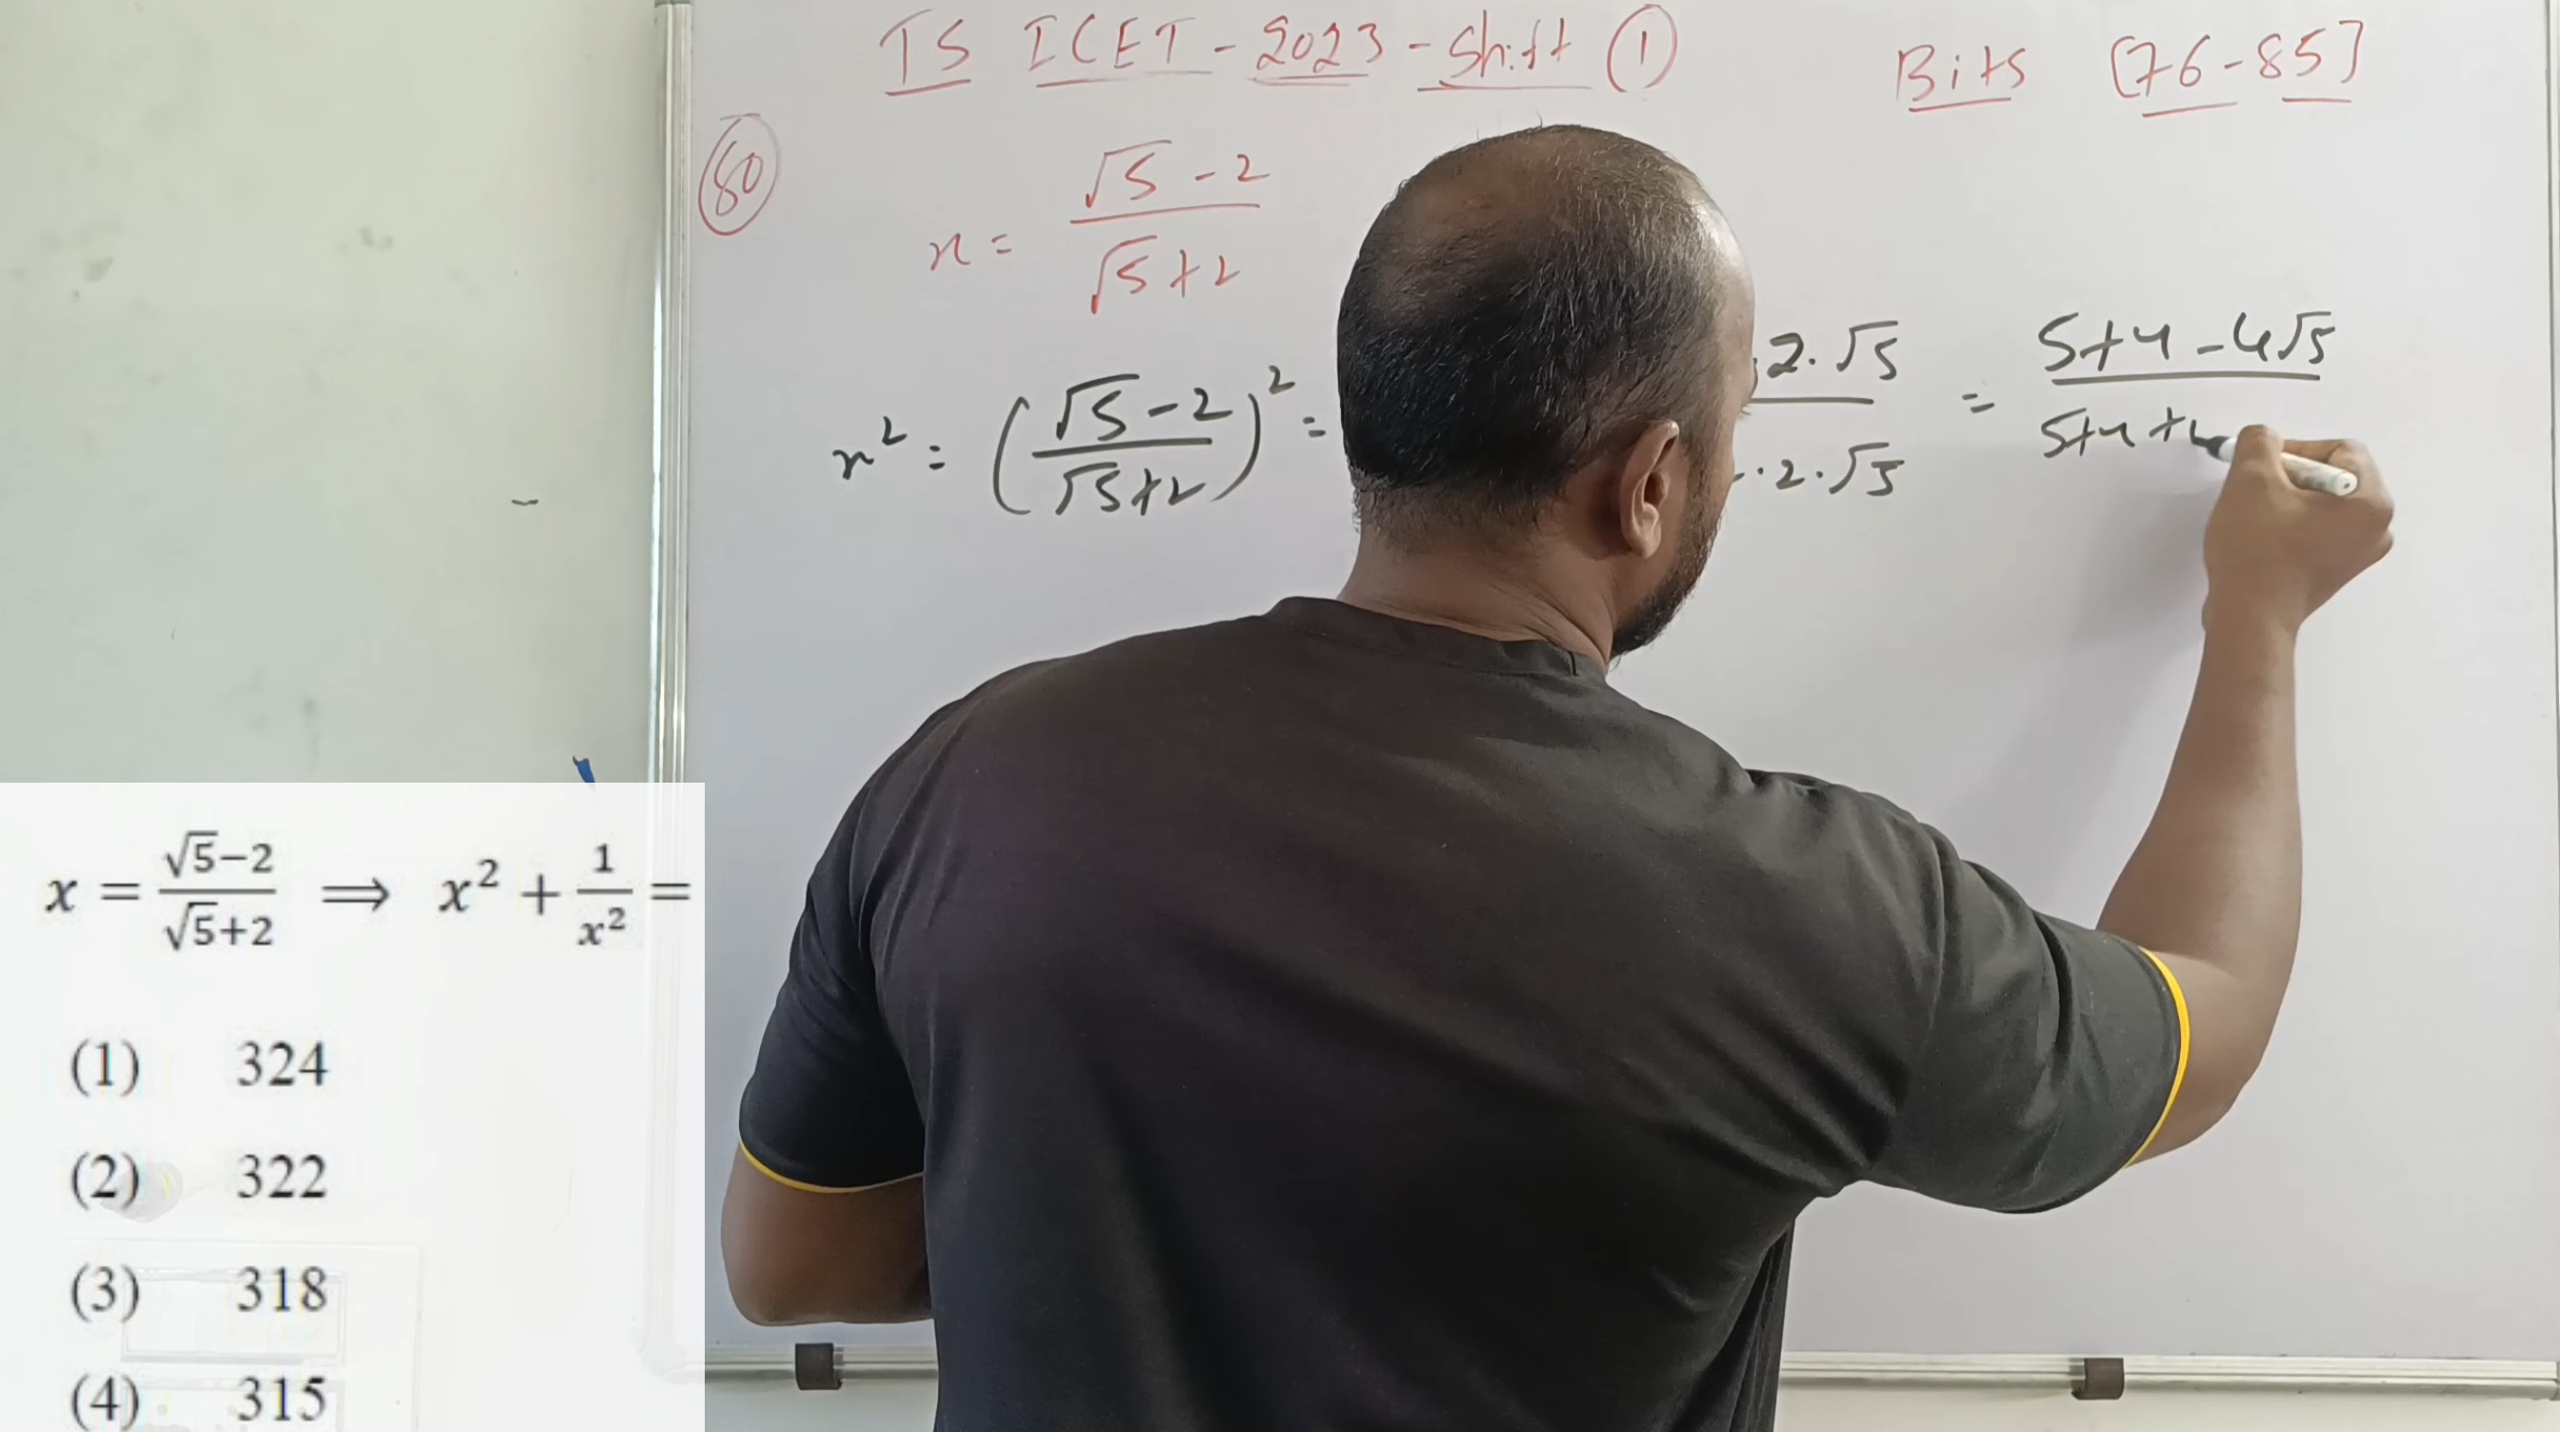 TS ICET - 2023 - Shift ① Bits [76-85]
80
x = √5 - 2 / √5 + 2
x² = (√5 - 2 / √5 + 2)² = 2·√5 / ·2·√5 = 5+4-4√5 / 5+4+4
x = √5−2 / √5+2 ⟹ x² + 1/x² =
(1) 324
(2) 322
(3) 318
(4) 315